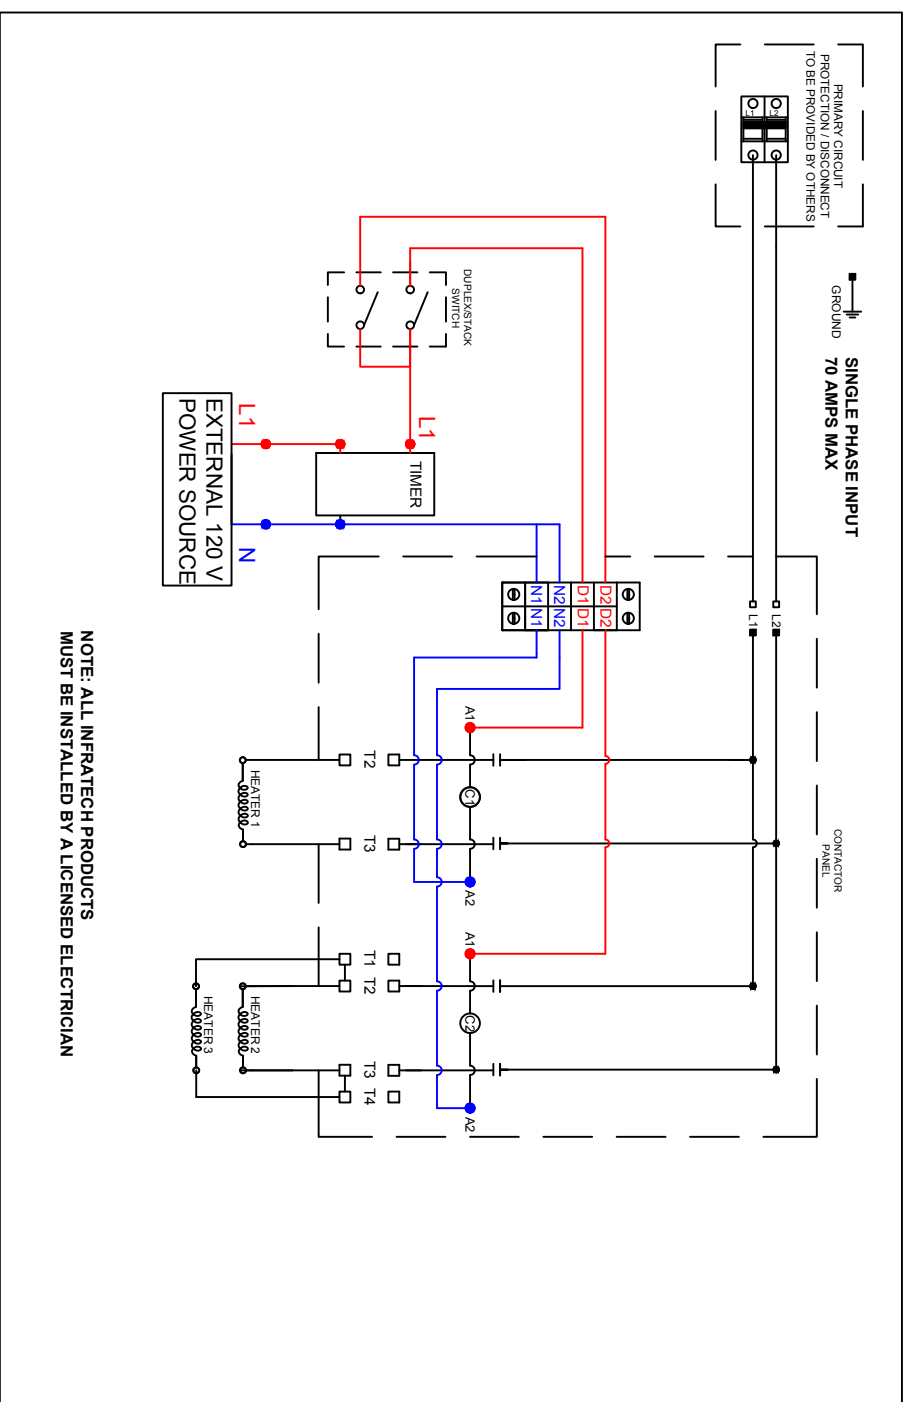 PRIMARY CIRCUIT
PROTECTION / DISCONNECT
TO BE PROVIDED BY OTHERS
L2
L1
GROUND
SINGLE PHASE INPUT
70 AMPS MAX
DUPLEX/STACK
SWITCH
L1
L1
TIMER
EXTERNAL 120 V
POWER SOURCE
N
CONTACTOR
PANEL
L2
L1
D2 D2
D1 D1
N2 N2
N1 N1
A1
C1
A2
A1
C2
A2
T2
T3
T1
T2
T3
T4
HEATER 1
HEATER 2
HEATER 3
NOTE: ALL INFRATECH PRODUCTS
MUST BE INSTALLED BY A LICENSED ELECTRICIAN